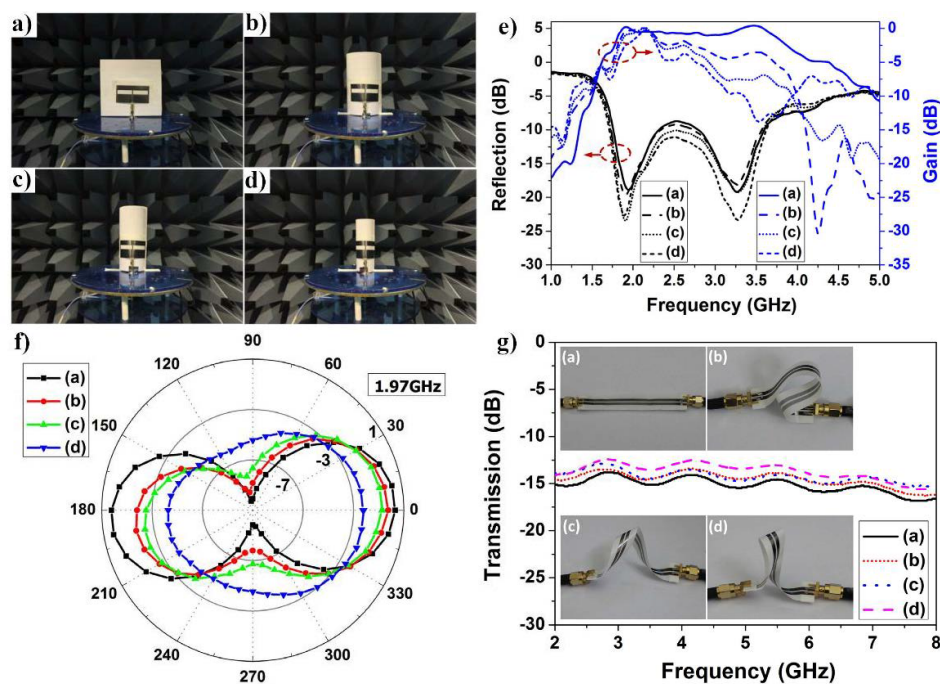 a)
b)
c)
d)
e)
5
0
-5
-10
-15
-20
-25
-30
Reflection (dB)
0
-5
-10
-15
-20
-25
-30
-35
Gain (dB)
(a)
(b)
(c)
(d)
(a)
(b)
(c)
(d)
1.0 1.5 2.0 2.5 3.0 3.5 4.0 4.5 5.0
Frequency (GHz)
f)
(a)
(b)
(c)
(d)
1.97GHz
90
120 60
150 30
1
-3
-7
180 0
210 330
240 300
270
g)
0
-5
-10
-15
-20
-25
-30
Transmission (dB)
(a)
(b)
(c)
(d)
(a)
(b)
(c)
(d)
2 3 4 5 6 7 8
Frequency (GHz)